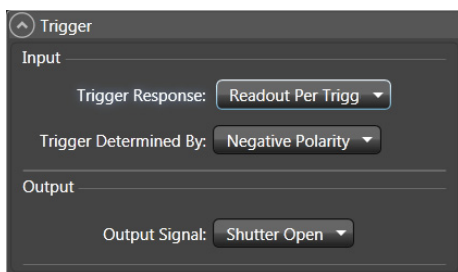 Trigger
Input
Trigger Response: Readout Per Trigg
Trigger Determined By: Negative Polarity
Output
Output Signal: Shutter Open